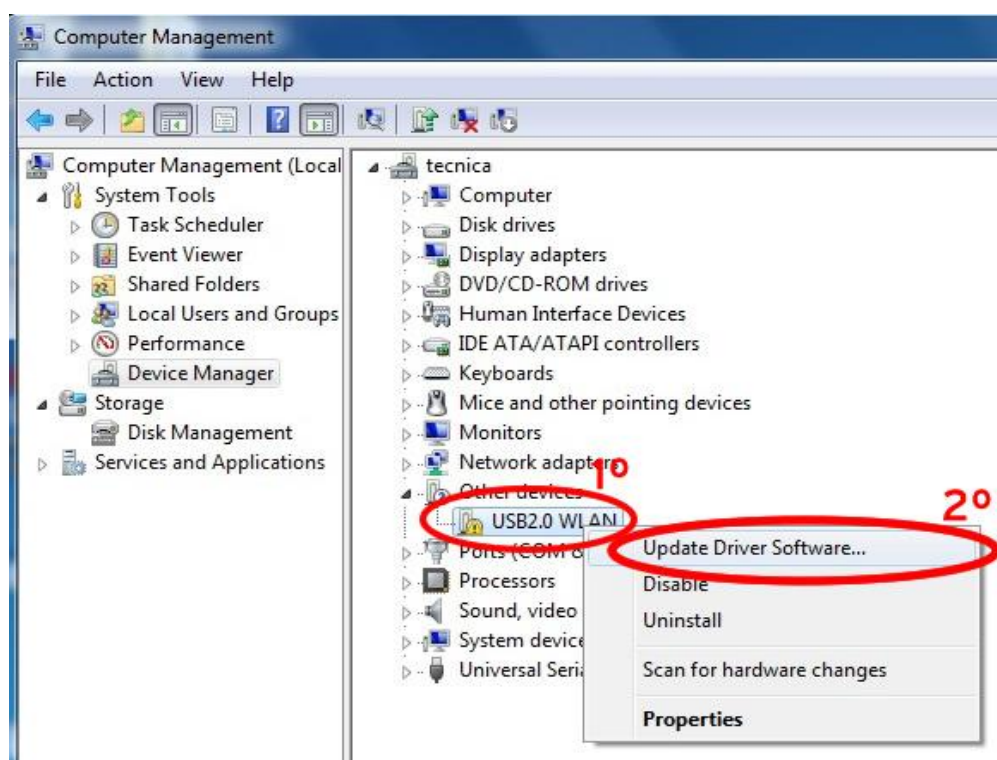 Computer Management
File Action View Help
Computer Management (Local
System Tools
Task Scheduler
Event Viewer
Shared Folders
Local Users and Groups
Performance
Device Manager
Storage
Disk Management
Services and Applications
tecnica
Computer
Disk drives
Display adapters
DVD/CD-ROM drives
Human Interface Devices
IDE ATA/ATAPI controllers
Keyboards
Mice and other pointing devices
Monitors
Network adapters
1º
Other devices
USB2.0 WLAN
2º
Ports (COM &
Processors
Sound, video
System device
Universal Seria
Update Driver Software...
Disable
Uninstall
Scan for hardware changes
Properties